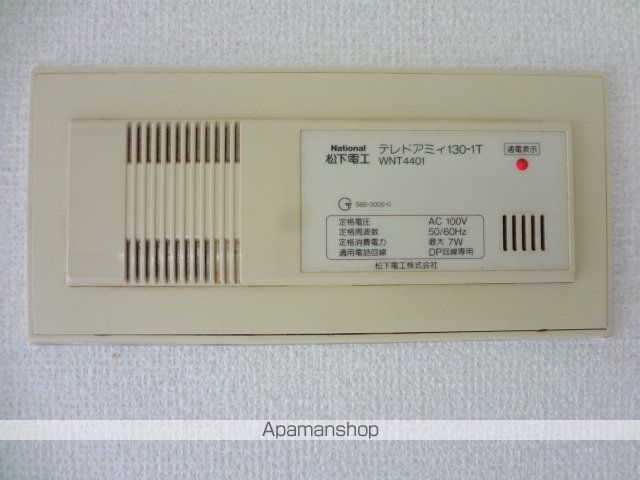 National
松下電工
テレドアミィ130-1T
WNT4401
通電表示
S88-0005-0
定格電圧 AC 100V
定格周波数 50/60Hz
定格消費電力 最大 7W
適用電話回線 DP回線専用
松下電工株式会社
Apamanshop